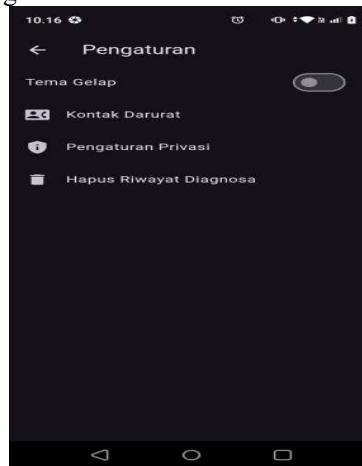 10.16
Pengaturan
Tema Gelap
Kontak Darurat
Pengaturan Privasi
Hapus Riwayat Diagnosa